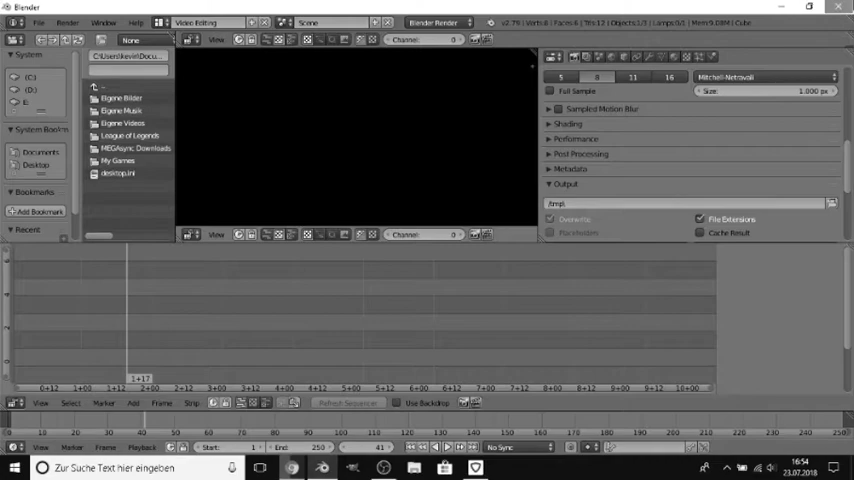 Blender
File Render Window Help Video Editing Scene Blender Render v2.79 | Verts:8 | Faces:6 | Tris:12 | Objects:1/3 | Lamps:0/1 | Mem:9.08M | Cube
None View Channel: 0
System
(C:)
(D:)
E:
System Bookm
Documents
Desktop
Bookmarks
Add Bookmark
Recent
C:\Users\kevin\Docu...
..
Eigene Bilder
Eigene Musik
Eigene Videos
League of Legends
MEGAsync Downloads
My Games
desktop.ini
View Channel: 0
5 8 11 16 Mitchell-Netravali
Full Sample Size: 1.000 px
Sampled Motion Blur
Shading
Performance
Post Processing
Metadata
Output
/tmp\
Overwrite File Extensions
Placeholders Cache Result
4
2
0
1+17
0+12 1+00 1+12 2+00 2+12 3+00 3+12 4+00 4+12 5+00 5+12 6+00 6+12 7+00 7+12 8+00 8+12 9+00 9+12 10+00
View Select Marker Add Frame Strip Refresh Sequencer Use Backdrop
0 10 20 30 40 50 60 70 80 90 100 110 120 130 140 150 160 170 180 190 200 210 220 230 240 250
View Marker Frame Playback Start: 1 End: 250 41 No Sync
Zur Suche Text hier eingeben
16:54
23.07.2018